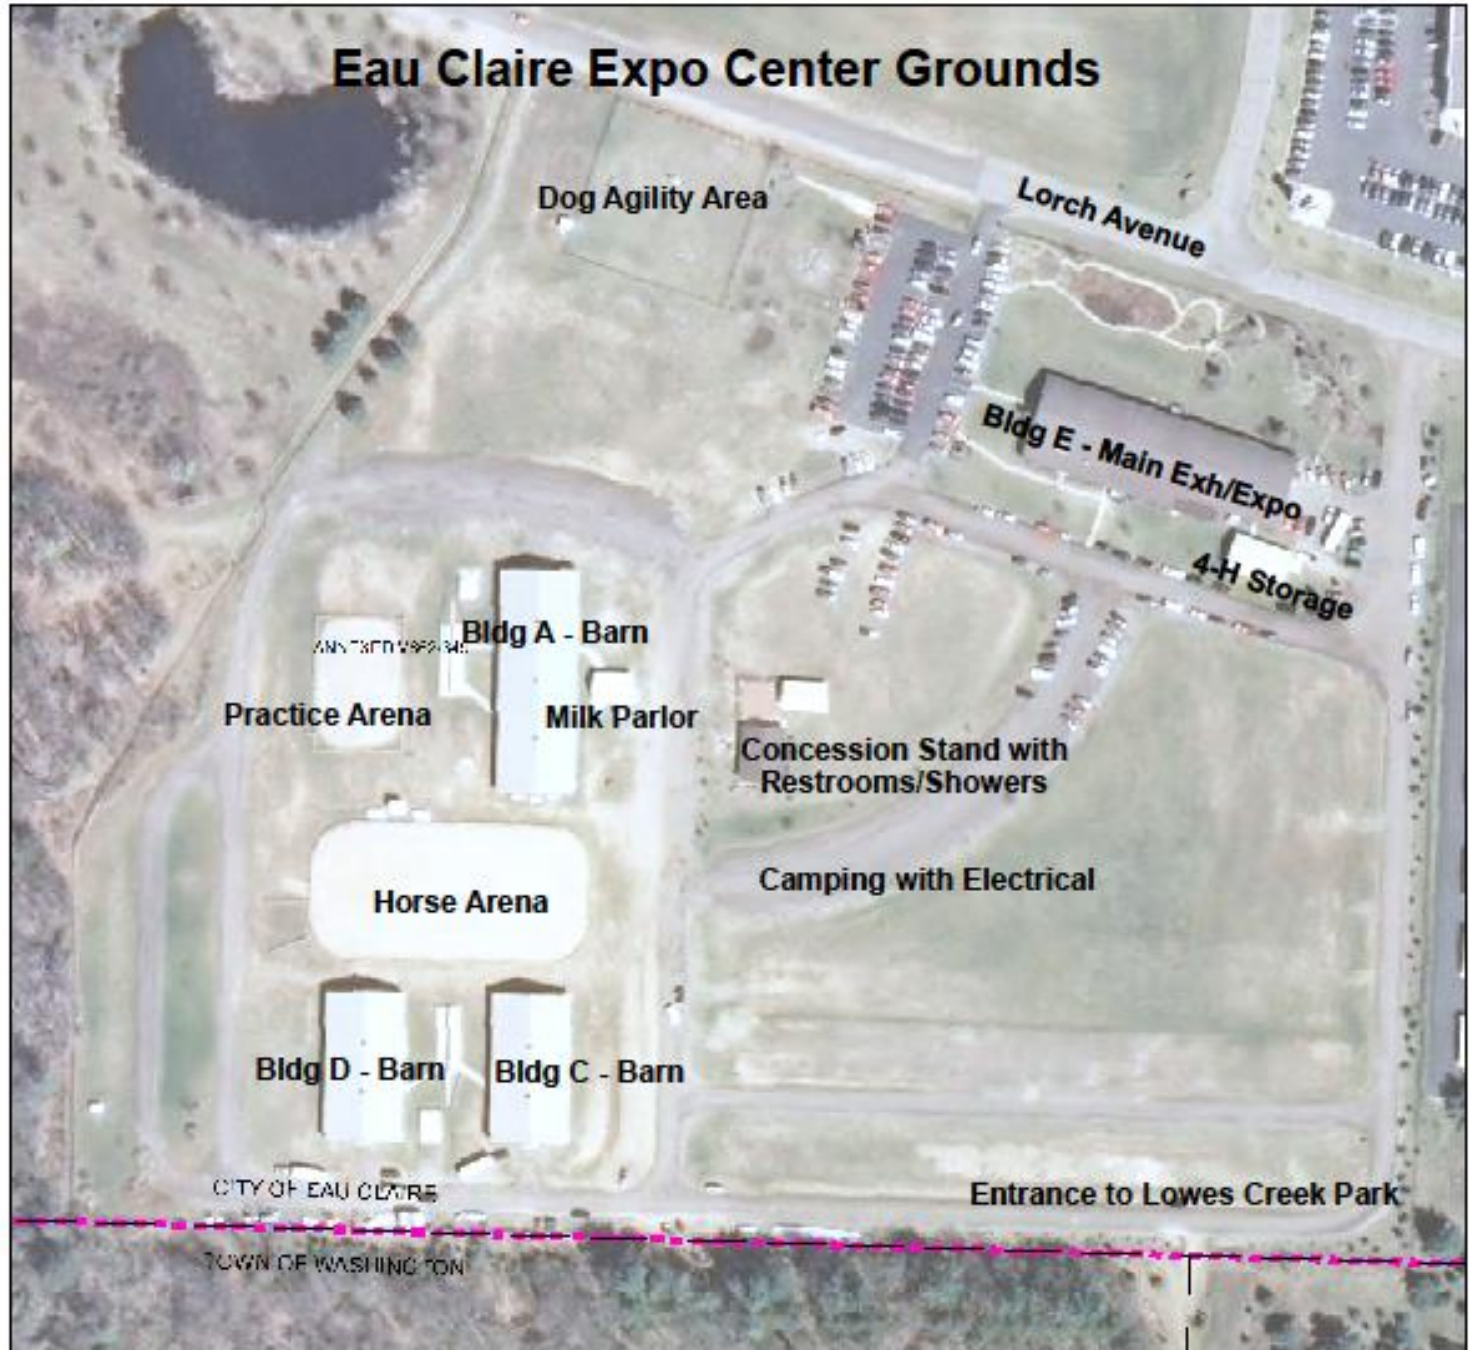 Eau Claire Expo Center Grounds
Dog Agility Area
Lorch Avenue
Bldg E - Main Exh/Expo
4-H Storage
Bldg A - Barn
ANNEXED
Practice Arena
Milk Parlor
Concession Stand with
Restrooms/Showers
Camping with Electrical
Horse Arena
Bldg D - Barn
Bldg C - Barn
CITY OF EAU CLAIRE
Entrance to Lowes Creek Park
TOWN OF WASHINGTON